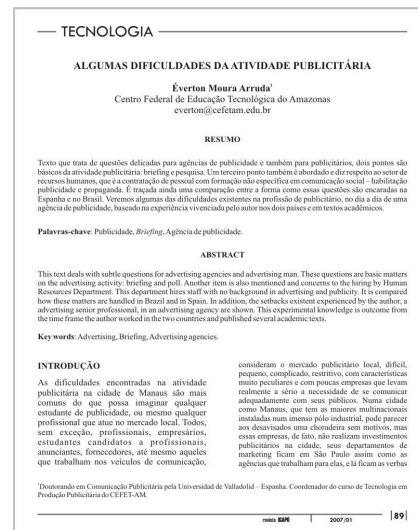 TECNOLOGIA
ALGUMAS DIFICULDADES DA ATIVIDADE PUBLICITÁRIA
Éverton Moura Arruda¹
Centro Federal de Educação Tecnológica do Amazonas
everton@cefetam.edu.br
RESUMO
Texto que trata de questões delicadas para agências de publicidade e também para publicitários, dois pontos são
básicos da atividade publicitária: briefing e pesquisa. Um terceiro ponto também é abordado e diz respeito ao setor de
recursos humanos, que é a contratação de pessoal com formação não específica em comunicação social – habilitação
publicidade e propaganda. É traçada ainda uma comparação entre a forma como essas questões são encaradas na
Espanha e no Brasil. Veremos algumas das dificuldades existentes na profissão de publicitário, no dia a dia de uma
agência de publicidade, baseado na experiência vivenciada pelo autor nos dois países e em textos acadêmicos.
Palavras-chave: Publicidade, Briefing, Agência de publicidade.
ABSTRACT
This text deals with subtle questions for advertising agencies and advertising man. These questions are basic matters
on the advertising activity: briefing and poll. Another item is also mentioned and concerns to the hiring by Human
Resources Department. This department hires staff with no background in advertising and publicity. It is compared
how these matters are handled in Brazil and in Spain. In addition, the setbacks existent experienced by the author, a
advertising senior professional, in an advertising agency are shown. This experimental knowledge is outcome from
the time frame the author worked in the two countries and published several academic texts.
Key words: Advertising, Briefing, Advertising agencies.
INTRODUÇÃO
As dificuldades encontradas na atividade
publicitária na cidade de Manaus são mais
comuns do que possa imaginar qualquer
estudante de publicidade, ou mesmo qualquer
profissional que atue no mercado local. Todos,
sem exceção, profissionais, empresários,
estudantes candidatos a profissionais,
anunciantes, fornecedores, até mesmo aqueles
que trabalham nos veículos de comunicação,
consideram o mercado publicitário local, difícil,
pequeno, complicado, restritivo, com características
muito peculiares e com poucas empresas que levam
realmente a sério a necessidade de se comunicar
adequadamente com seus públicos. Numa cidade
como Manaus, que tem as maiores multinacionais
instaladas num imenso pólo industrial, pode parecer
aos desavisados uma choradeira sem motivos, mas
essas empresas, de fato, não realizam investimentos
publicitários na cidade, seus departamentos de
marketing ficam em São Paulo assim como as
agências que trabalham para elas, e lá ficam as verbas
¹Doutorando em Comunicação Publicitária pela Universidad de Valladolid – Espanha. Coordenador do curso de Tecnologia em
Produção Publicitária do CEFET-AM.
revista IGAPÓ 2007/01 |89|